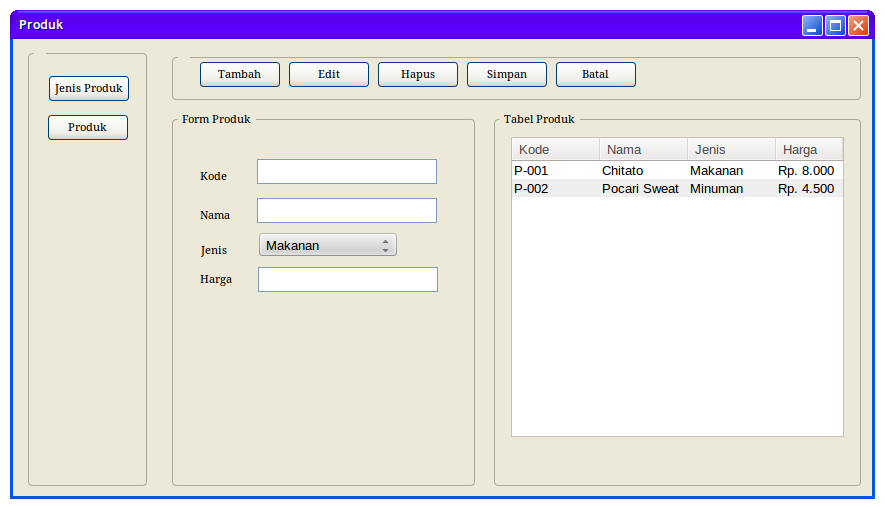 Produk
Jenis Produk
Produk
Tambah Edit Hapus Simpan Batal
Form Produk
Kode
Nama
Jenis Makanan
Harga
Tabel Produk
Kode Nama Jenis Harga
P-001 Chitato Makanan Rp. 8.000
P-002 Pocari Sweat Minuman Rp. 4.500